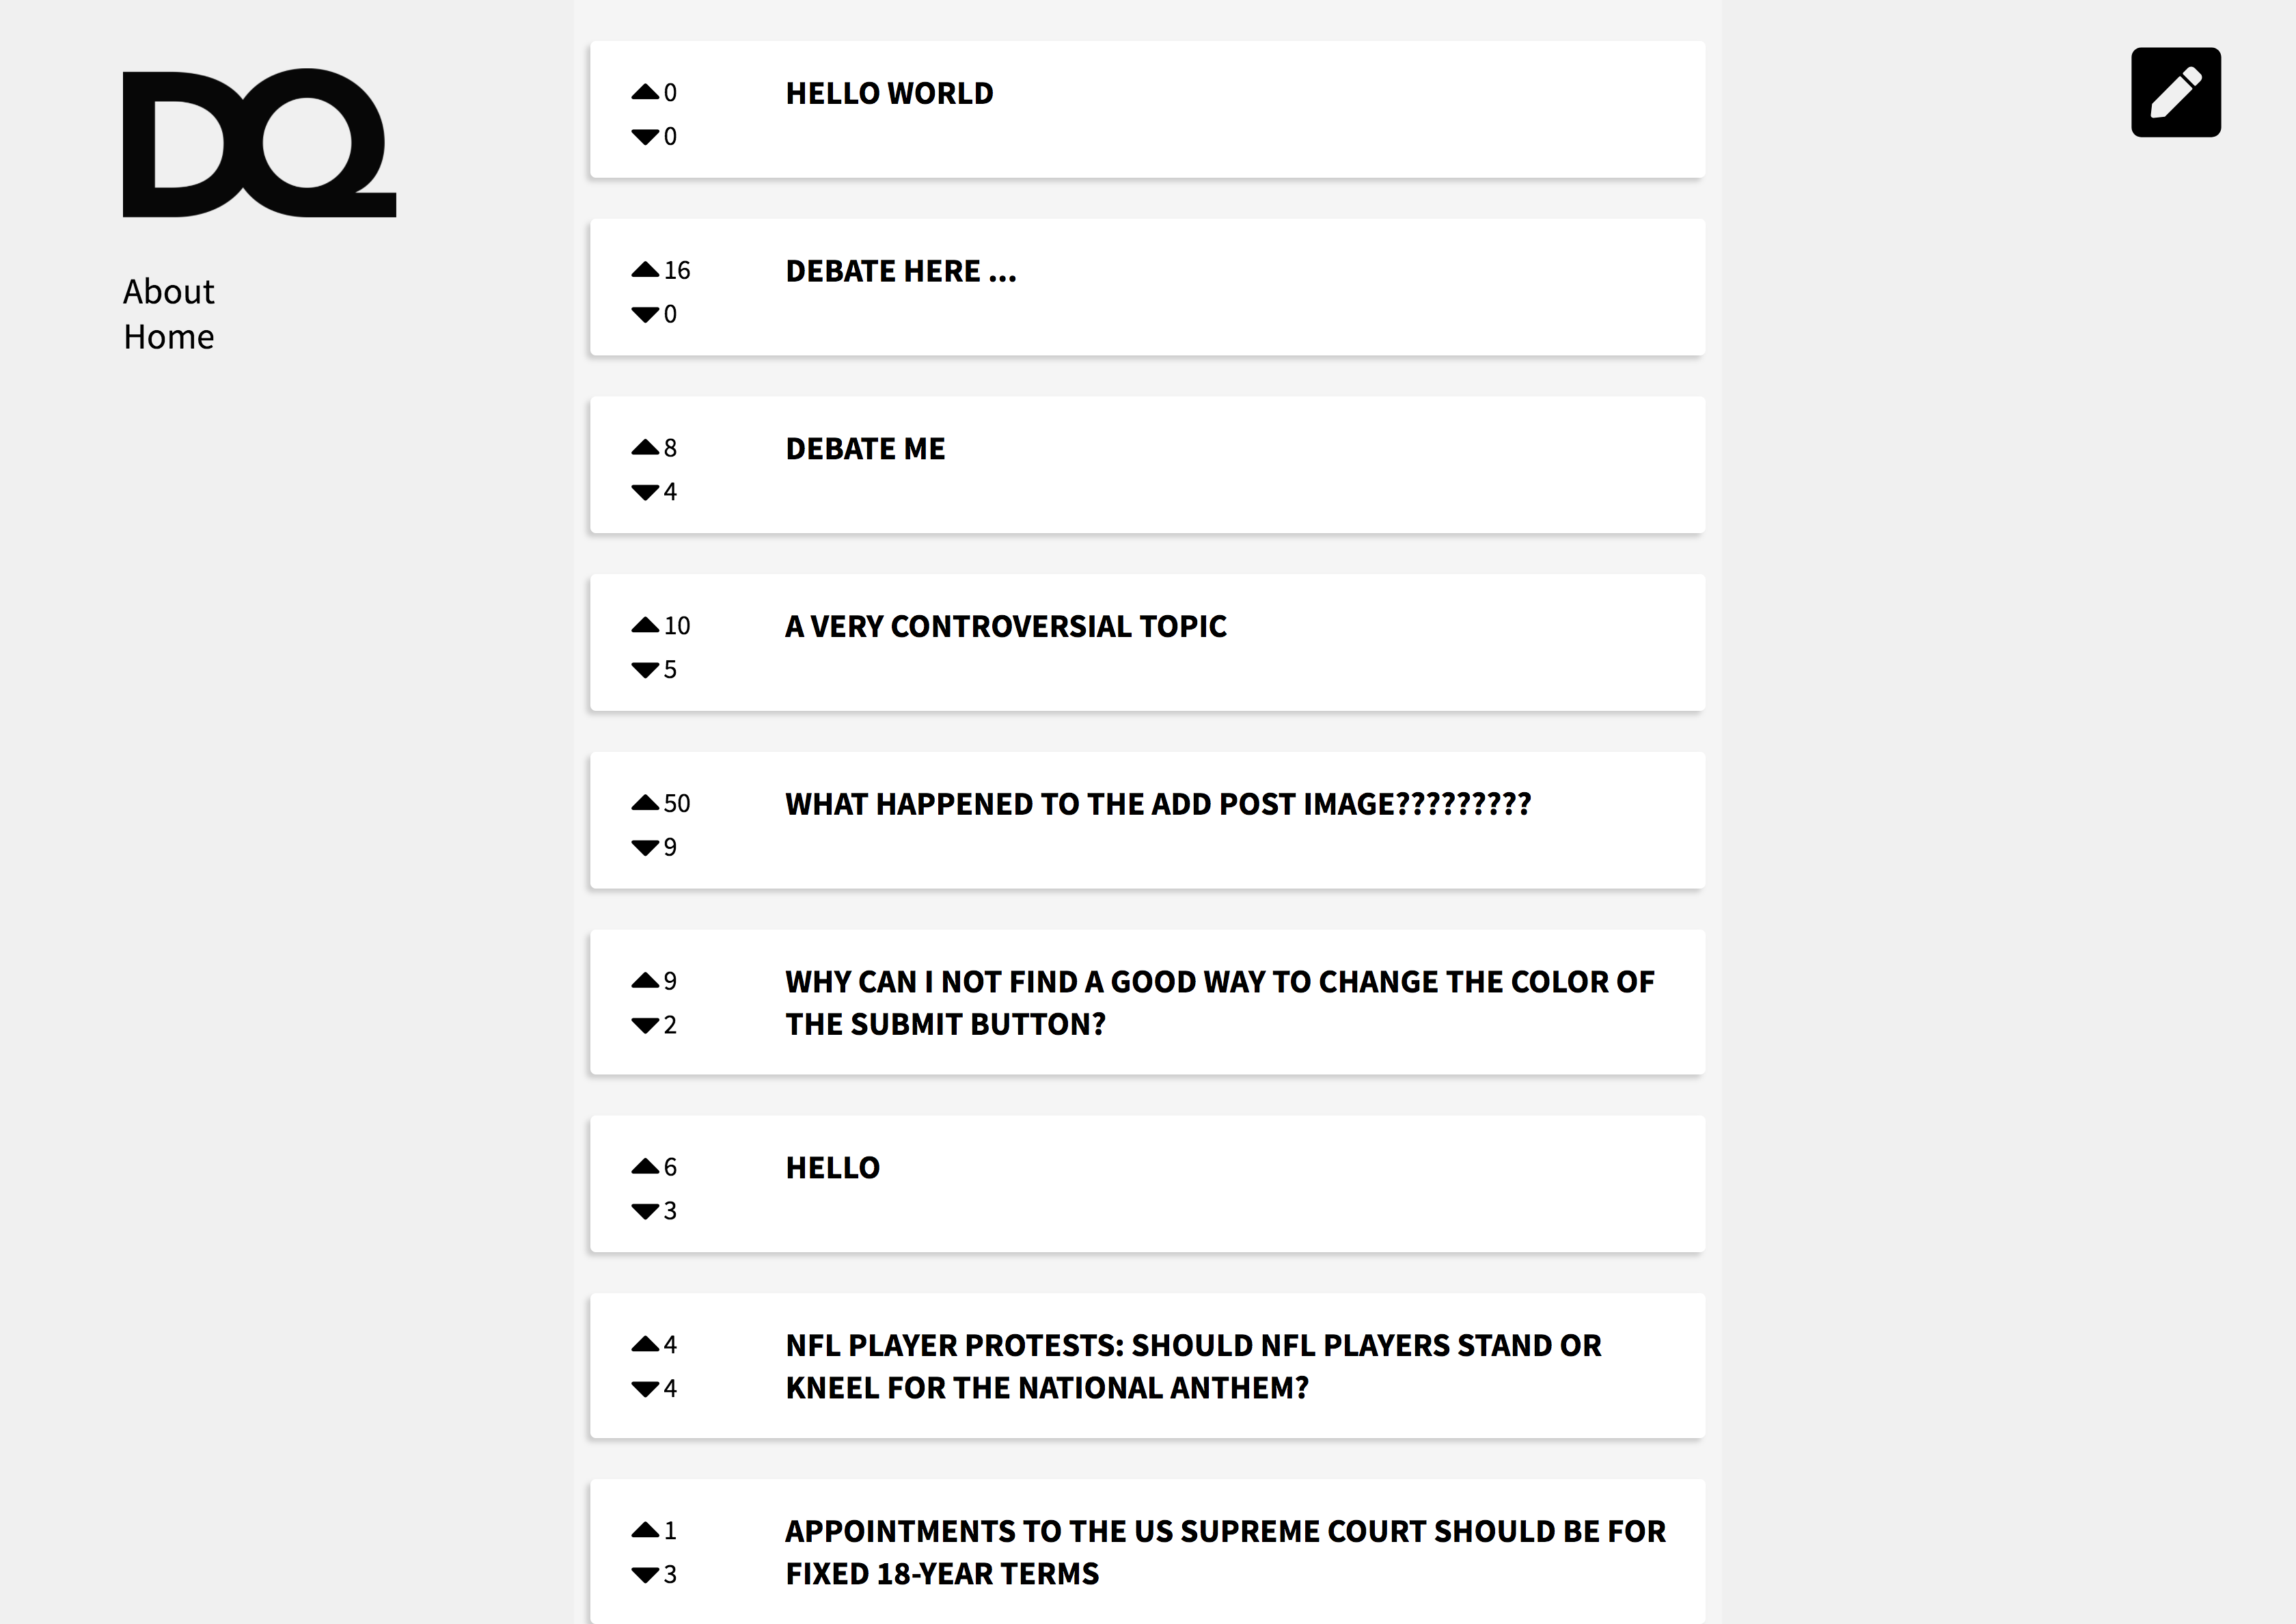 DQ
About
Home
0
HELLO WORLD
0
16
DEBATE HERE ...
0
8
DEBATE ME
4
10
A VERY CONTROVERSIAL TOPIC
5
50
WHAT HAPPENED TO THE ADD POST IMAGE?????????
9
9
WHY CAN I NOT FIND A GOOD WAY TO CHANGE THE COLOR OF
THE SUBMIT BUTTON?
2
6
HELLO
3
4
NFL PLAYER PROTESTS: SHOULD NFL PLAYERS STAND OR
KNEEL FOR THE NATIONAL ANTHEM?
4
1
APPOINTMENTS TO THE US SUPREME COURT SHOULD BE FOR
FIXED 18-YEAR TERMS
3